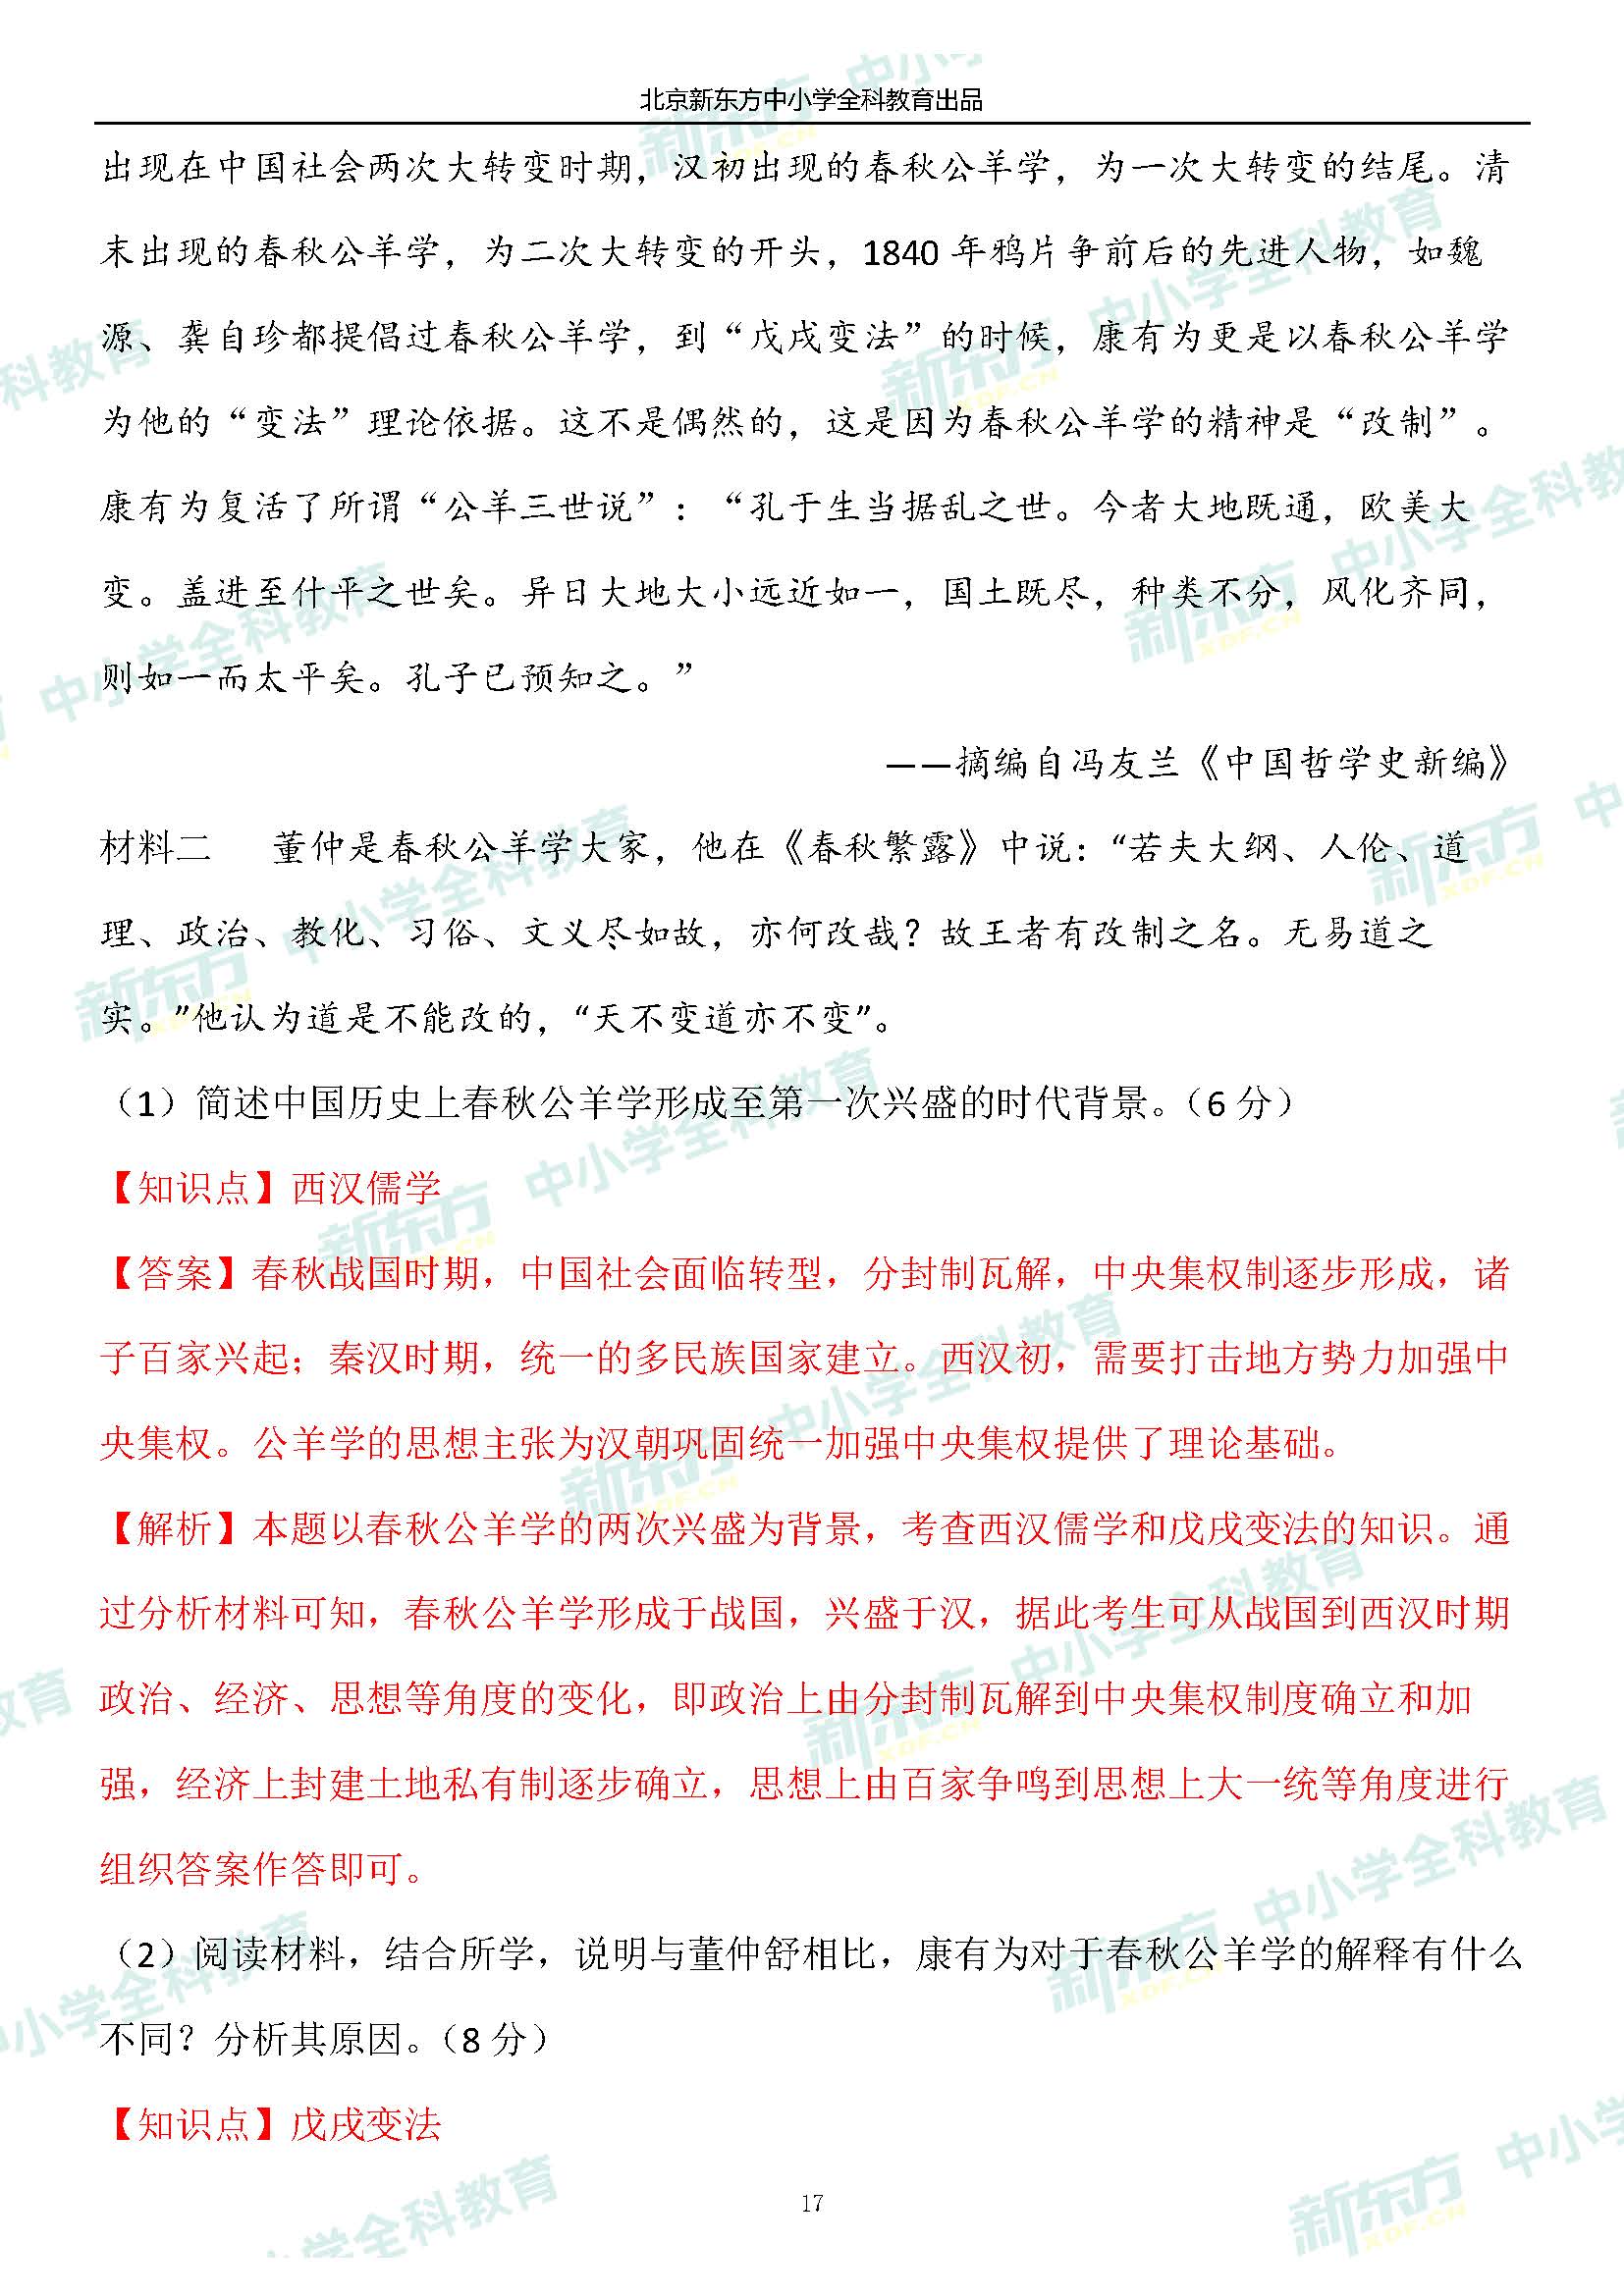 北京新东方中小学全科教育出品
出现在中国社会两次大转变时期，汉初出现的春秋公羊学，为一次大转变的结尾。清
末出现的春秋公羊学，为二次大转变的开头，1840 年鸦片争前后的先进人物，如魏
源、龚自珍都提倡过春秋公羊学，到“戊戌变法”的时候，康有为更是以春秋公羊学
为他的“变法”理论依据。这不是偶然的，这是因为春秋公羊学的精神是“改制”。
康有为复活了所谓“公羊三世说”：“孔于生当据乱之世。今者大地既通，欧美大
变。盖进至什平之世矣。异日大地大小远近如一，国土既尽，种类不分，风化齐同，
则如一而太平矣。孔子已预知之。”
——摘编自冯友兰《中国哲学史新编》
材料二 董仲是春秋公羊学大家，他在《春秋繁露》中说：“若夫大纲、人伦、道
理、政治、教化、习俗、文义尽如故，亦何改哉？故王者有改制之名。无易道之
实。”他认为道是不能改的，“天不变道亦不变”。
（1）简述中国历史上春秋公羊学形成至第一次兴盛的时代背景。（6 分）
【知识点】西汉儒学
【答案】春秋战国时期，中国社会面临转型，分封制瓦解，中央集权制逐步形成，诸
子百家兴起；秦汉时期，统一的多民族国家建立。西汉初，需要打击地方势力加强中
央集权。公羊学的思想主张为汉朝巩固统一加强中央集权提供了理论基础。
【解析】本题以春秋公羊学的两次兴盛为背景，考查西汉儒学和戊戌变法的知识。通
过分析材料可知，春秋公羊学形成于战国，兴盛于汉，据此考生可从战国到西汉时期
政治、经济、思想等角度的变化，即政治上由分封制瓦解到中央集权制度确立和加
强，经济上封建土地私有制逐步确立，思想上由百家争鸣到思想上大一统等角度进行
组织答案作答即可。
（2）阅读材料，结合所学，说明与董仲舒相比，康有为对于春秋公羊学的解释有什么
不同？分析其原因。（8 分）
【知识点】戊戌变法
17